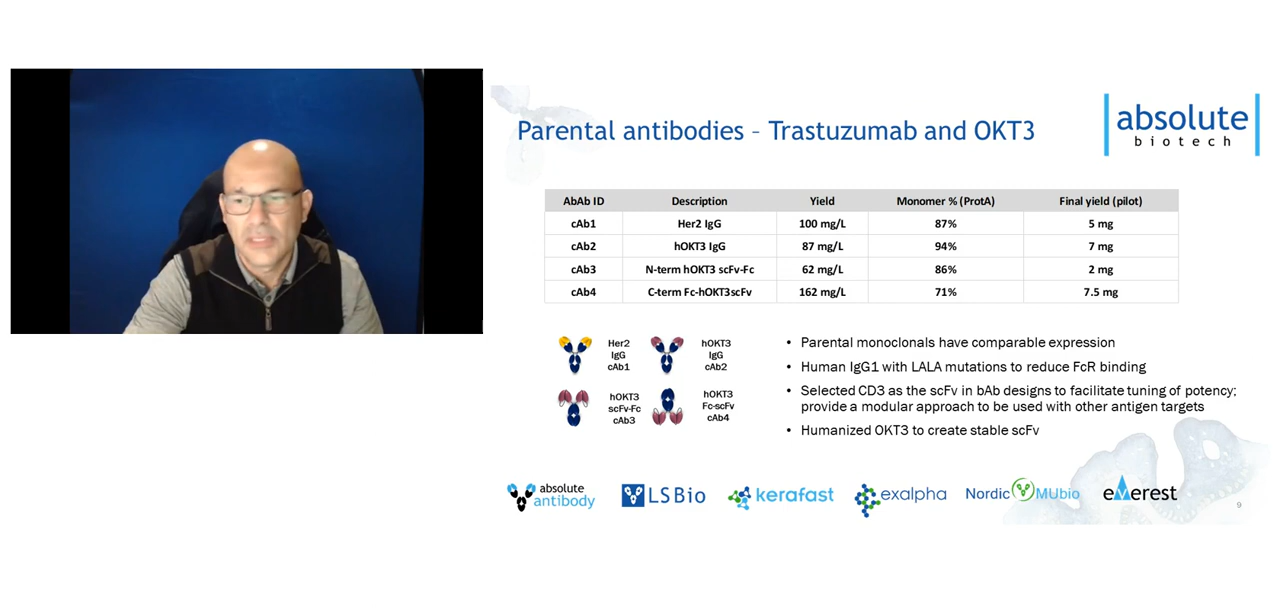 Parental antibodies – Trastuzumab and OKT3
absolute
biotech
AbAb ID Description Yield Monomer % (ProtA) Final yield (pilot)
cAb1 Her2 IgG 100 mg/L 87% 5 mg
cAb2 hOKT3 IgG 87 mg/L 94% 7 mg
cAb3 N-term hOKT3 scFv-Fc 62 mg/L 86% 2 mg
cAb4 C-term Fc-hOKT3scFv 162 mg/L 71% 7.5 mg
Her2
IgG
cAb1
hOKT3
IgG
cAb2
hOKT3
scFv-Fc
cAb3
hOKT3
Fc-scFv
cAb4
• Parental monoclonals have comparable expression
• Human IgG1 with LALA mutations to reduce FcR binding
• Selected CD3 as the scFv in bAb designs to facilitate tuning of potency;
provide a modular approach to be used with other antigen targets
• Humanized OKT3 to create stable scFv
absolute
antibody
LSBio
kerafast
exalpha
Nordic MUbio
everest
9